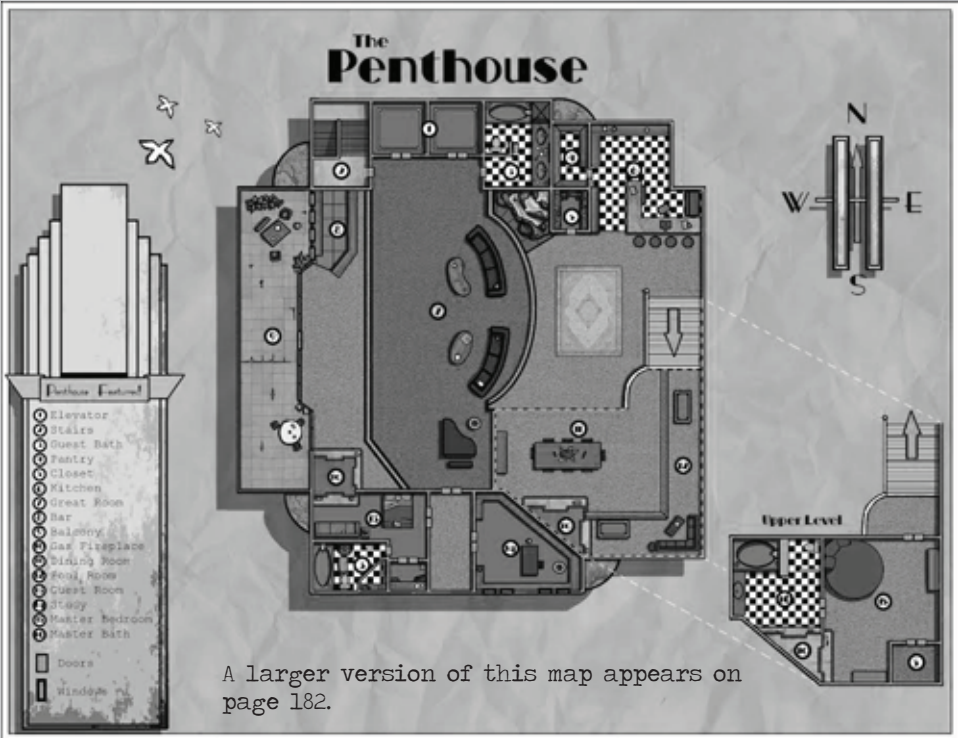 The
Penthouse
N
W
E
S
Penthouse Features
Elevator
Stairs
Guest Bath
Pantry
Closet
Kitchen
Great Room
Bar
Balcony
Gas Fireplace
Dining Room
Pool Room
Guest Room
Study
Master Bedroom
Master Bath
Doors
Windows
Upper Level
A larger version of this map appears on
page 182.